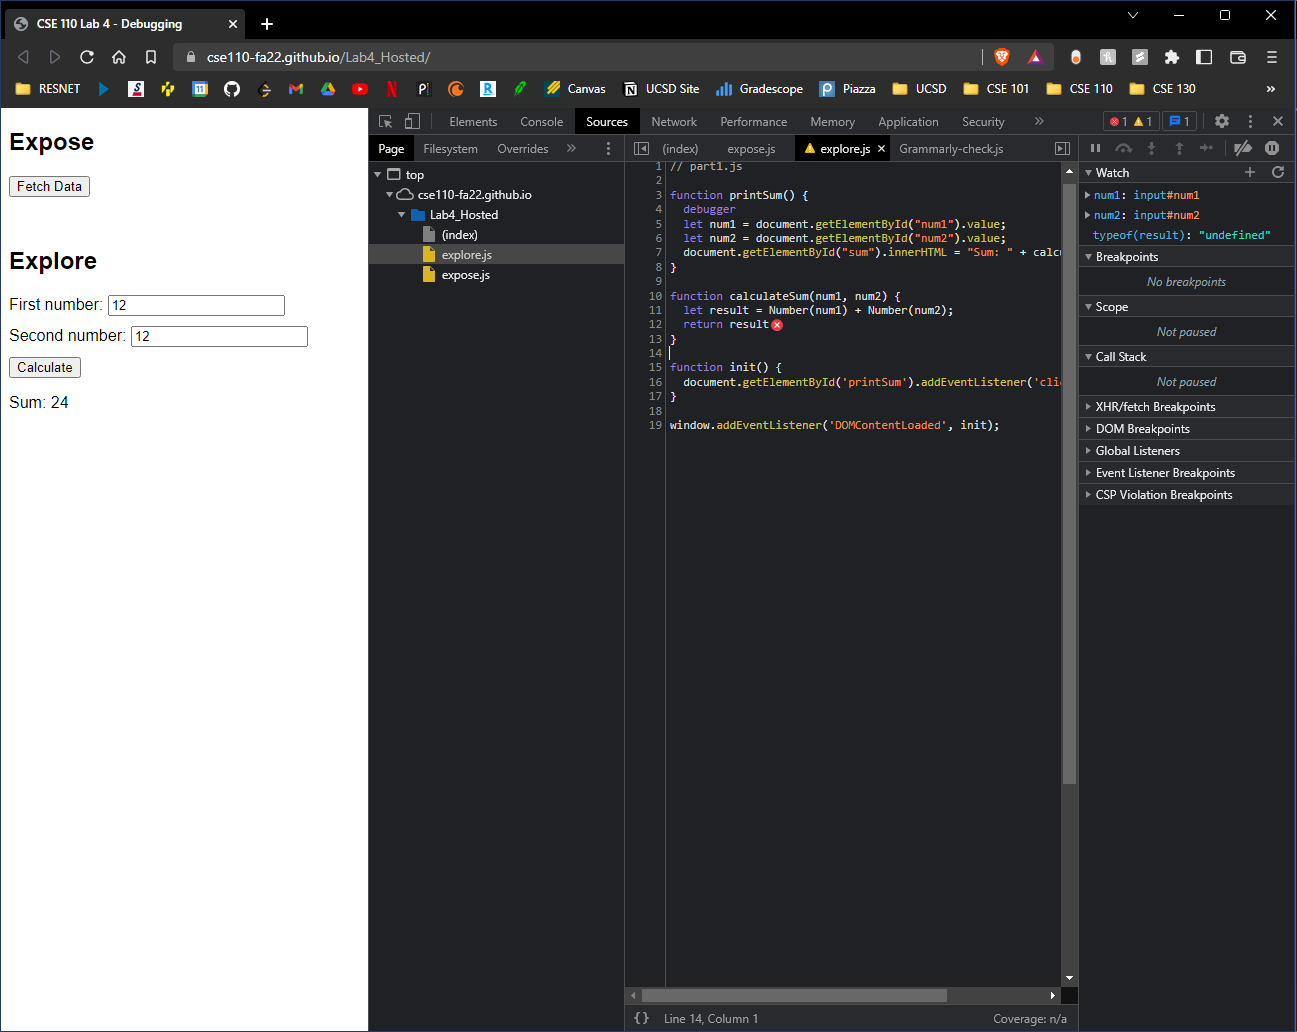 CSE 110 Lab 4 - Debugging
cse110-fa22.github.io/Lab4_Hosted/
RESNET
Canvas
UCSD Site
Gradescope
Piazza
UCSD
CSE 101
CSE 110
CSE 130
»
Expose
Fetch Data
Explore
First number: 12
Second number: 12
Calculate
Sum: 24
Elements Console Sources Network Performance Memory Application Security » 1 1 1
Page Filesystem Overrides »
top
cse110-fa22.github.io
Lab4_Hosted
(index)
explore.js
expose.js
(index) expose.js explore.js Grammarly-check.js
1 // part1.js
2
3 function printSum() {
4 debugger
5 let num1 = document.getElementById("num1").value;
6 let num2 = document.getElementById("num2").value;
7 document.getElementById("sum").innerHTML = "Sum: " + calcu
8 }
9
10 function calculateSum(num1, num2) {
11 let result = Number(num1) + Number(num2);
12 return result
13 }
14
15 function init() {
16 document.getElementById('printSum').addEventListener('clic
17 }
18
19 window.addEventListener('DOMContentLoaded', init);
{} Line 14, Column 1
Coverage: n/a
Watch
num1: input#num1
num2: input#num2
typeof(result): "undefined"
Breakpoints
No breakpoints
Scope
Not paused
Call Stack
Not paused
XHR/fetch Breakpoints
DOM Breakpoints
Global Listeners
Event Listener Breakpoints
CSP Violation Breakpoints